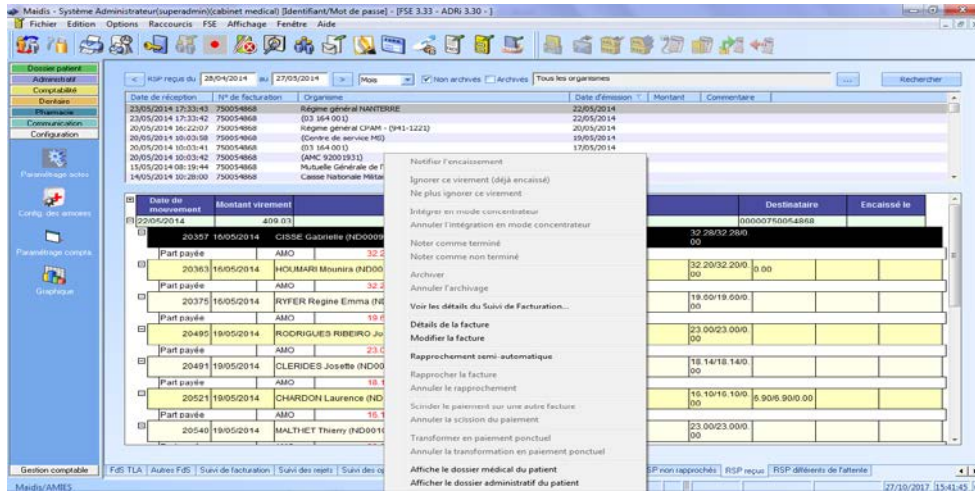 Maidis - Système Administrateur(superadmin)(cabinet medical) [Identifiant/Mot de passe] - [FSE 3.33 - ADRi 3.30 - ]
Fichier Edition Options Raccourcis FSE Affichage Fenêtre Aide
Dossier patient
Administratif
Comptabilité
Dentaire
Pharmacie
Communication
Configuration
Paramétrage actes
Config. des armoires
Paramétrage compta.
Graphique
Gestion comptable
< RSP reçus du 28/04/2014 au 27/05/2014 > Mois Non archivés Archivés Tous les organismes ... Rechercher
Date de réception N° de facturation Organisme Date d'émission Montant Commentaire
23/05/2014 17:33:43 750054868 Régime général NANTERRE 22/05/2014
23/05/2014 17:33:42 750054868 (03 164 001) 22/05/2014
20/05/2014 16:22:07 750054868 Régime général CPAM - (941-1221) 20/05/2014
20/05/2014 10:03:58 750054868 (Centre de service MS) 19/05/2014
20/05/2014 10:03:41 750054868 (03 164 001) 17/05/2014
20/05/2014 10:03:42 750054868 (AMC 92001931)
15/05/2014 08:19:44 750054868 Mutuelle Générale de l'
14/05/2014 10:28:00 750054868 Caisse Nationale Militai
Date de mouvement Montant virement Destinataire Encaissé le
22/05/2014 409.03 00000750054868
20357 16/05/2014 CISSE Gabrielle (ND0009 32.28/32.28/0.00
Part payée AMO 32.2
20363 16/05/2014 HOUMARI Mounira (ND00 32.20/32.20/0.00 0.00
Part payée AMO 32.2
20375 16/05/2014 RYFER Regine Emma (N 19.60/19.60/0.00
Part payée AMO 19.6
20495 19/05/2014 RODRIGUES RIBEIRO Jo 23.00/23.00/0.00
Part payée AMO 23.0
20491 19/05/2014 CLERIDES Josette (ND00 18.14/18.14/0.00
Part payée AMO 18.1
20521 19/05/2014 CHARDON Laurence (ND 16.10/16.10/0.00 6.90/6.90/0.00
Part payée AMO 16.1
20540 19/05/2014 MALTHET Thierry (ND0010 23.00/23.00/0.00
Notifier l'encaissement
Ignorer ce virement (déjà encaissé)
Ne plus ignorer ce virement
Intégrer en mode concentrateur
Annuler l'intégration en mode concentrateur
Noter comme terminé
Noter comme non terminé
Archiver
Annuler l'archivage
Voir les détails du Suivi de Facturation...
Détails de la facture
Modifier la facture
Rapprochement semi-automatique
Rapprocher la facture
Annuler le rapprochement
Scinder le paiement sur une autre facture
Annuler la scission du paiement
Transformer en paiement ponctuel
Annuler la transformation en paiement ponctuel
Affiche le dossier médical du patient
Afficher le dossier administratif du patient
FdS TLA Autres FdS Suivi de facturation Suivi des rejets Suivi des op SP non rapprochés RSP reçus RSP différents de l'attente
Maidis/AMIES 27/10/2017 15:41:45